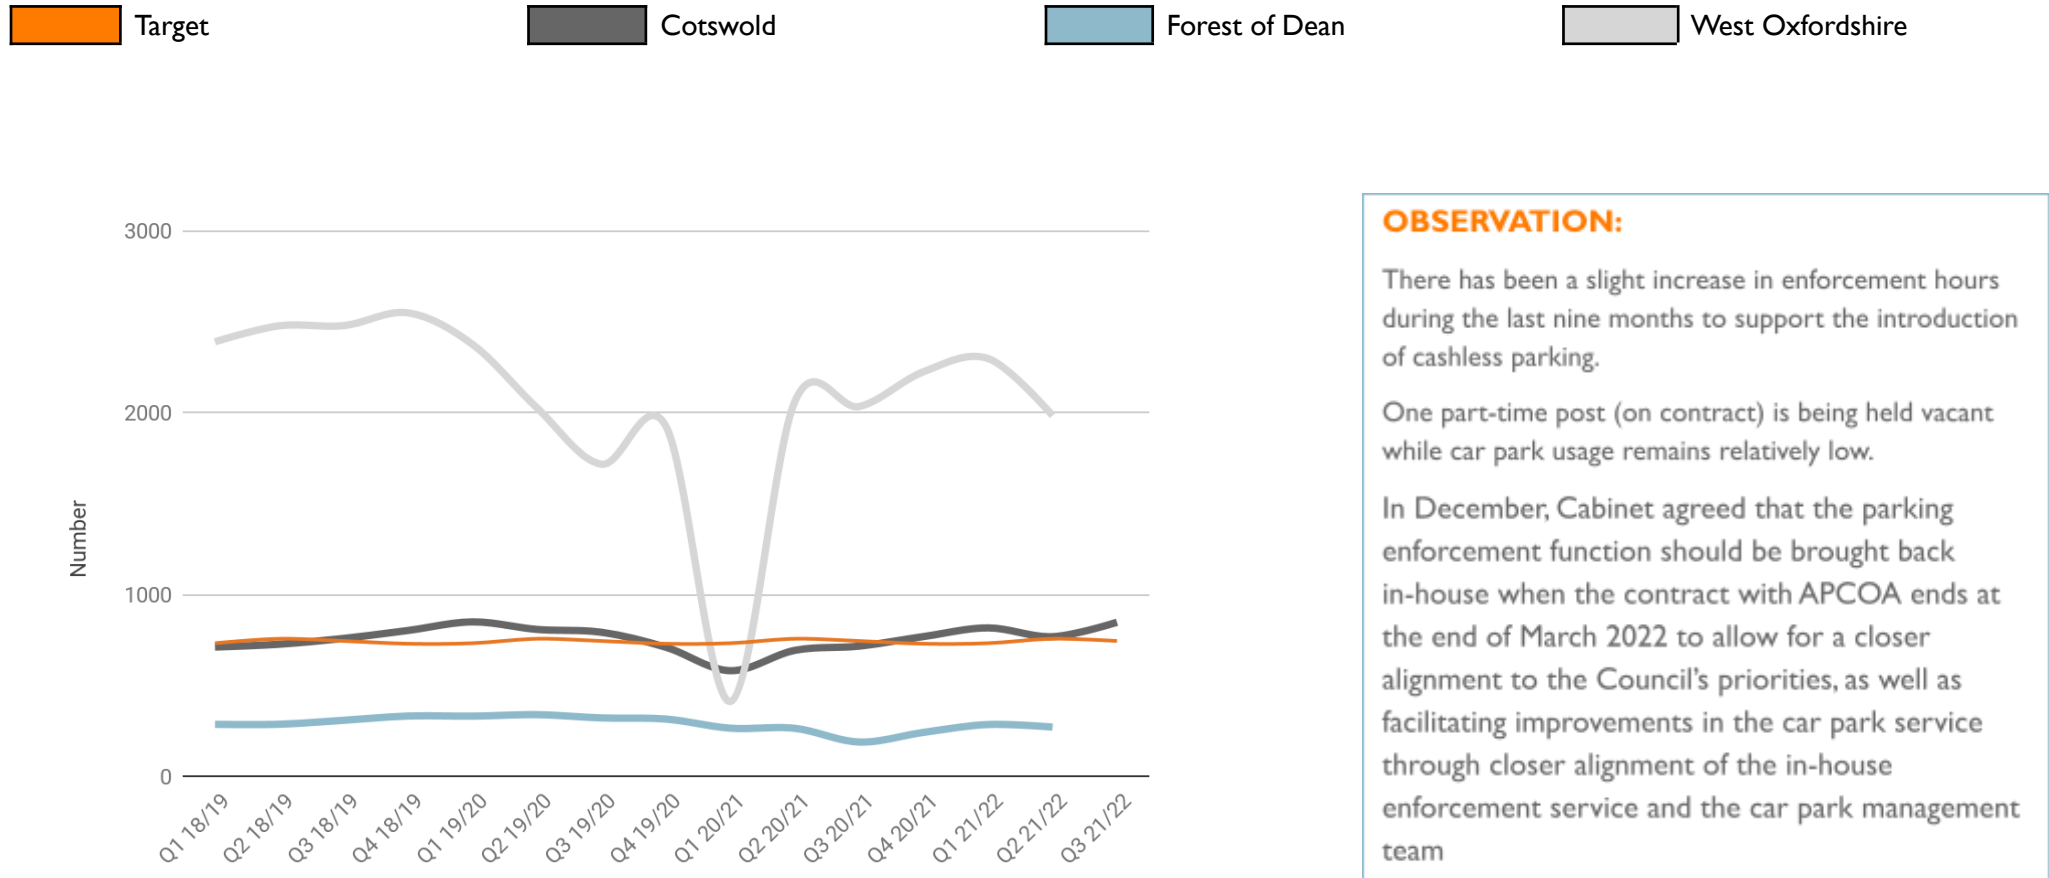 Target
Cotswold
Forest of Dean
West Oxfordshire
3000
2000
1000
0
Number
Q1 18/19
Q2 18/19
Q3 18/19
Q4 18/19
Q1 19/20
Q2 19/20
Q3 19/20
Q4 19/20
Q1 20/21
Q2 20/21
Q3 20/21
Q4 20/21
Q1 21/22
Q2 21/22
Q3 21/22
OBSERVATION:
There has been a slight increase in enforcement hours
during the last nine months to support the introduction
of cashless parking.
One part-time post (on contract) is being held vacant
while car park usage remains relatively low.
In December, Cabinet agreed that the parking
enforcement function should be brought back
in-house when the contract with APCOA ends at
the end of March 2022 to allow for a closer
alignment to the Council’s priorities, as well as
facilitating improvements in the car park service
through closer alignment of the in-house
enforcement service and the car park management
team